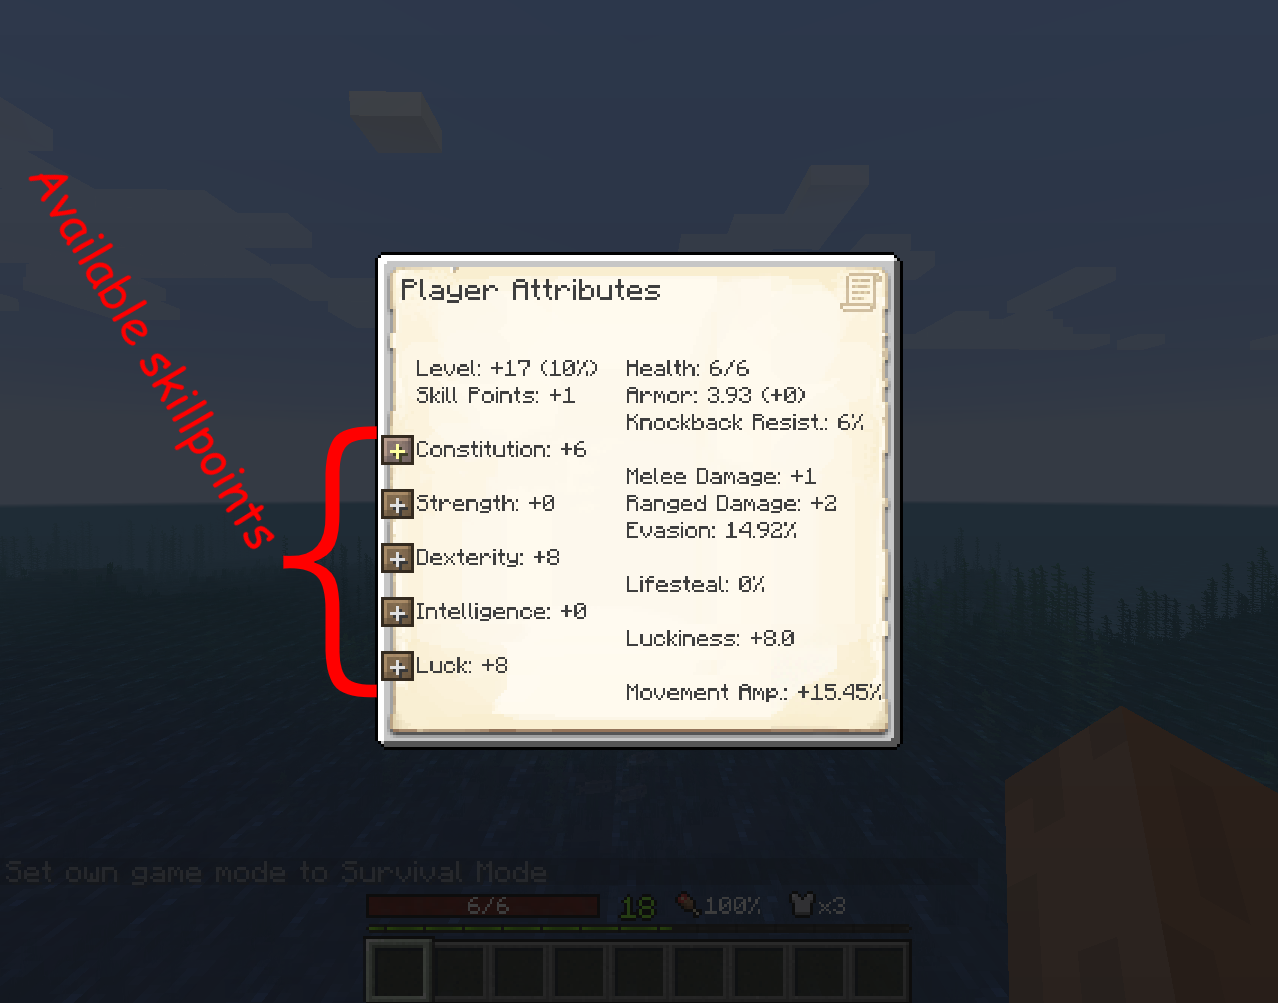 Available skillpoints
Player Attributes
Level: +17 (10%)
Skill Points: +1
Constitution: +6
Strength: +0
Dexterity: +8
Intelligence: +0
Luck: +8
Health: 6/6
Armor: 3.93 (+0)
Knockback Resist.: 6%
Melee Damage: +1
Ranged Damage: +2
Evasion: 14.92%
Lifesteal: 0%
Luckiness: +8.0
Movement Amp.: +15.45%
Set own game mode to Survival Mode
6/6 18 100% x3